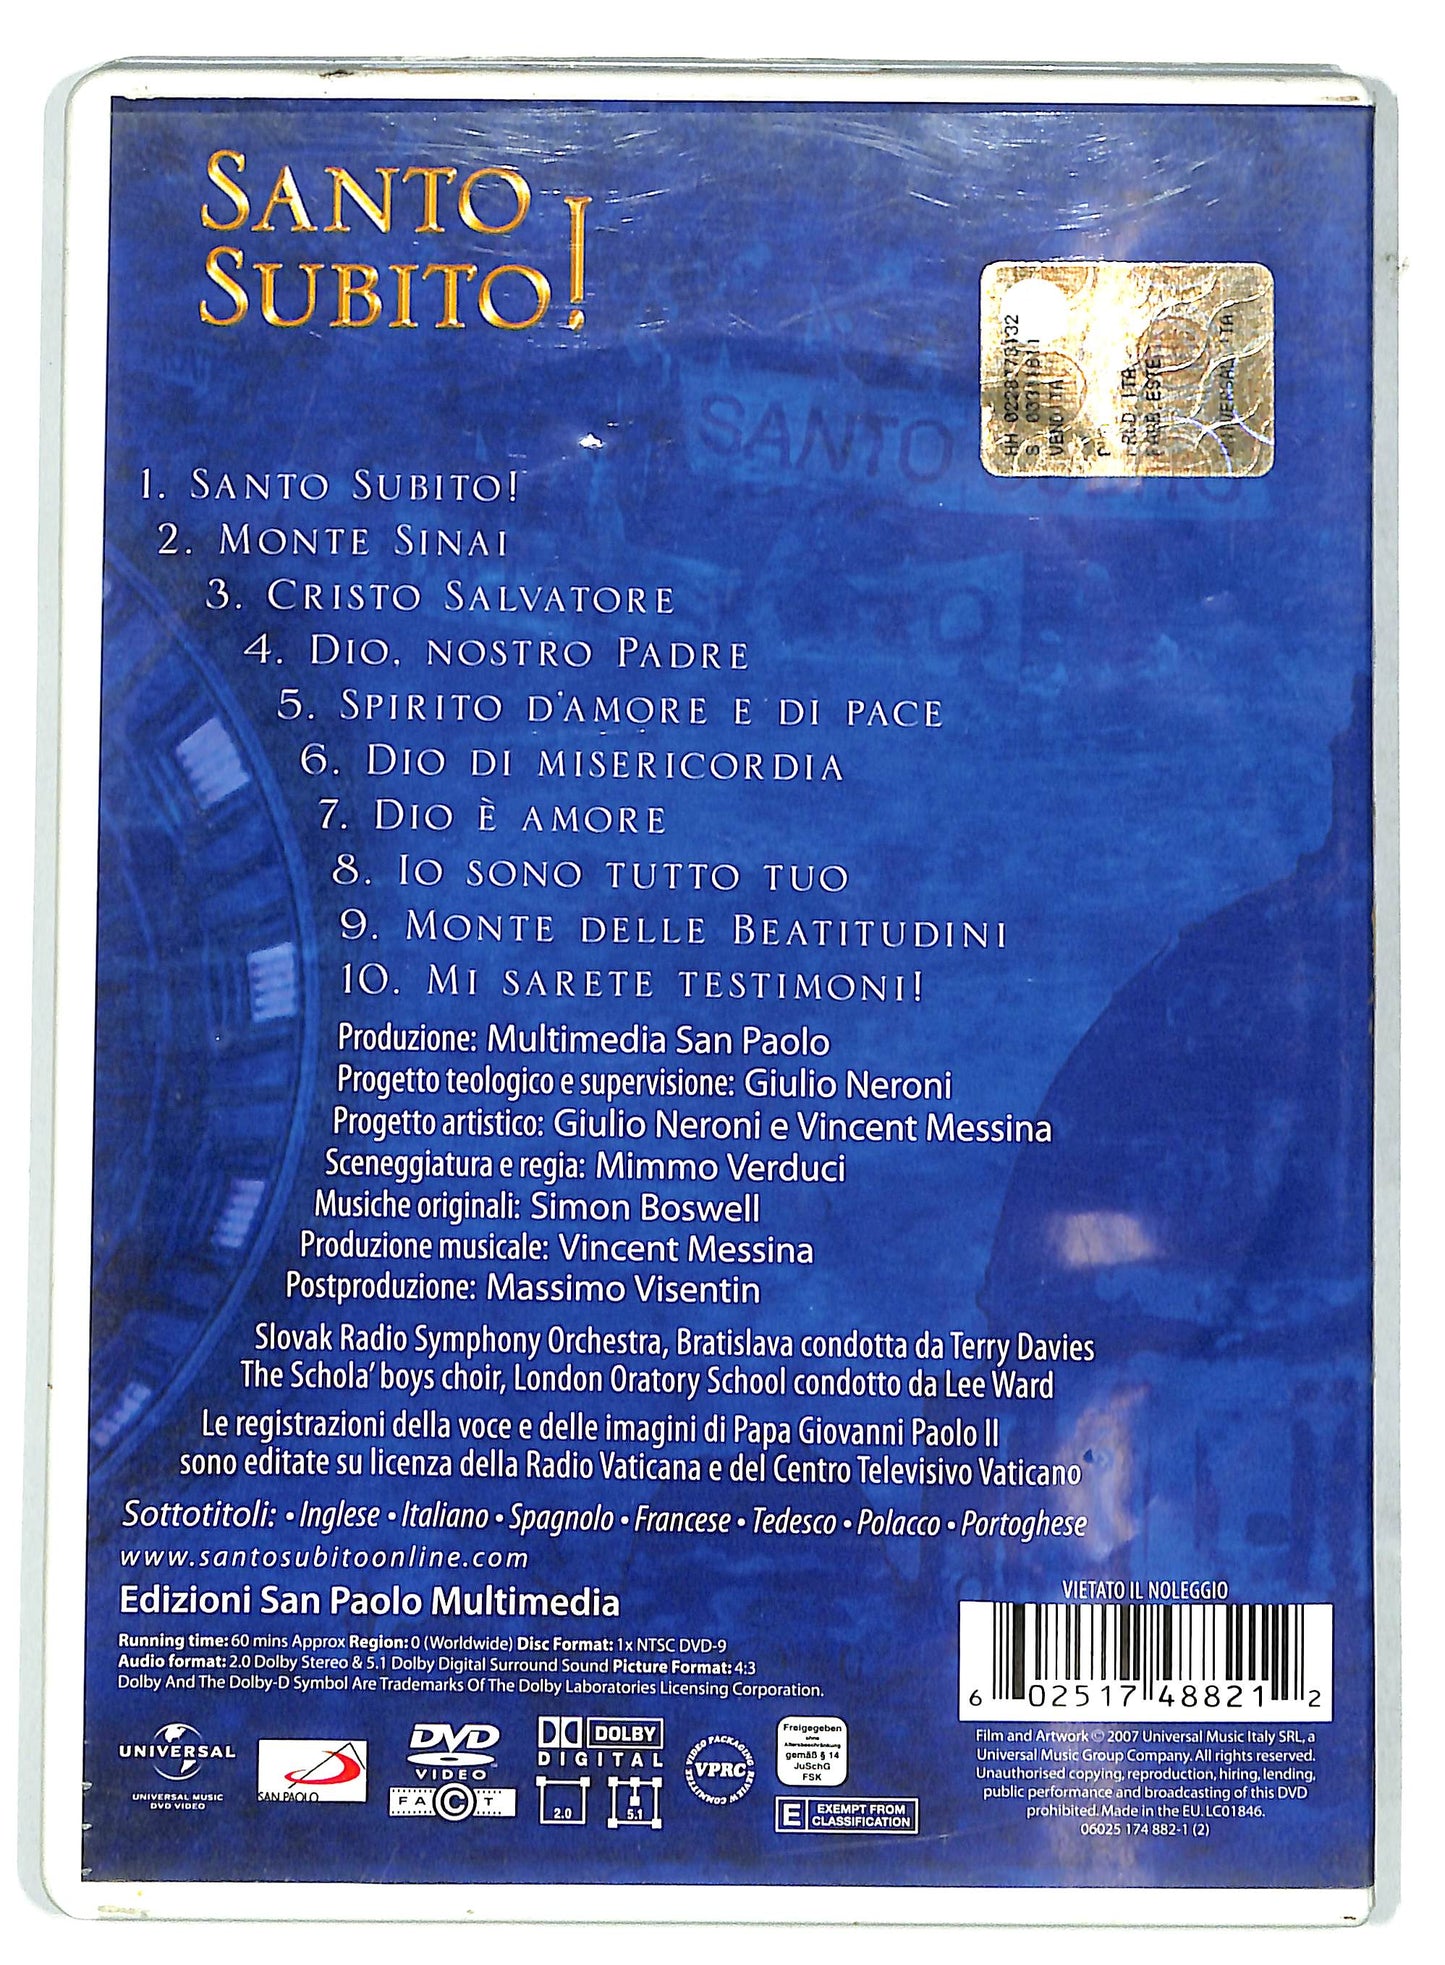 SANTO
SUBITO!
HH 0228773132
VENDITA
UNIVERSAL ITA
SANTO
1. SANTO SUBITO!
2. MONTE SINAI
3. CRISTO SALVATORE
4. DIO, NOSTRO PADRE
5. SPIRITO D'AMORE E DI PACE
6. DIO DI MISERICORDIA
7. DIO È AMORE
8. IO SONO TUTTO TUO
9. MONTE DELLE BEATITUDINI
10. MI SARETE TESTIMONI!
Produzione: Multimedia San Paolo
Progetto teologico e supervisione: Giulio Neroni
Progetto artistico: Giulio Neroni e Vincent Messina
Sceneggiatura e regia: Mimmo Verduci
Musiche originali: Simon Boswell
Produzione musicale: Vincent Messina
Postproduzione: Massimo Visentin
Slovak Radio Symphony Orchestra, Bratislava condotta da Terry Davies
The Schola' boys choir, London Oratory School condotto da Lee Ward
Le registrazioni della voce e delle imagini di Papa Giovanni Paolo II
sono editate su licenza della Radio Vaticana e del Centro Televisivo Vaticano
Sottotitoli: • Inglese • Italiano • Spagnolo • Francese • Tedesco • Polacco • Portoghese
www.santosubitoonline.com
Edizioni San Paolo Multimedia
Running time: 60 mins Approx Region: 0 (Worldwide) Disc Format: 1x NTSC DVD-9
Audio format: 2.0 Dolby Stereo & 5.1 Dolby Digital Surround Sound Picture Format: 4:3
Dolby And The Dolby-D Symbol Are Trademarks Of The Dolby Laboratories Licensing Corporation.
VIETATO IL NOLEGGIO
6 02517 48821 2
UNIVERSAL
UNIVERSAL MUSIC
DVD VIDEO
SAN PAOLO
DVD
VIDEO
FACT
DOLBY
DIGITAL
2.0
5.1
VIDEO PACKAGING REVIEW COMMITTEE
VPRC
Freigegeben
ohne
Altersbeschränkung
gemäß § 14
JuSchG
FSK
E EXEMPT FROM
CLASSIFICATION
Film and Artwork © 2007 Universal Music Italy SRL, a
Universal Music Group Company. All rights reserved.
Unauthorised copying, reproduction, hiring, lending,
public performance and broadcasting of this DVD
prohibited. Made in the EU. LC01846.
06025 174 882-1 (2)